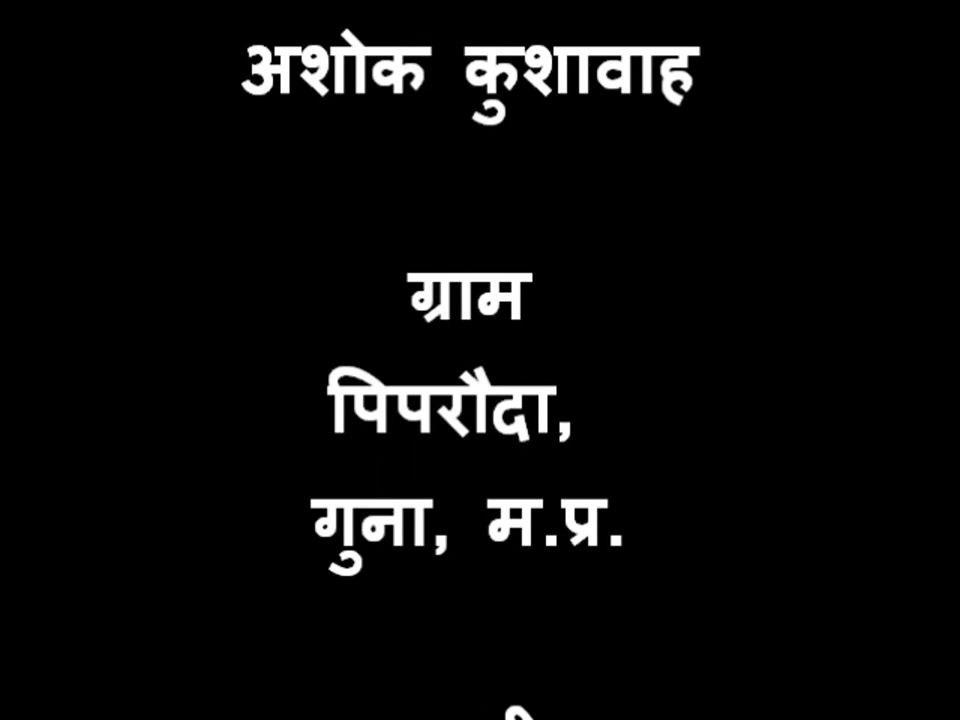 अशोक कुशावाह
ग्राम
पिपरौदा,
गुना, म.प्र.